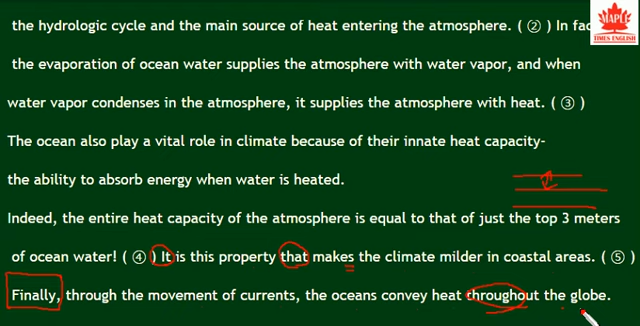 MAPLE
TIMES ENGLISH
the hydrologic cycle and the main source of heat entering the atmosphere. ( ② ) In
the evaporation of ocean water supplies the atmosphere with water vapor, and when
water vapor condenses in the atmosphere, it supplies the atmosphere with heat. ( ③ )
The ocean also play a vital role in climate because of their innate heat capacity-
the ability to absorb energy when water is heated.
Indeed, the entire heat capacity of the atmosphere is equal to that of just the top 3 meters
of ocean water! ( ④ ) It is this property that makes the climate milder in coastal areas. ( ⑤ )
Finally, through the movement of currents, the oceans convey heat throughout the globe.